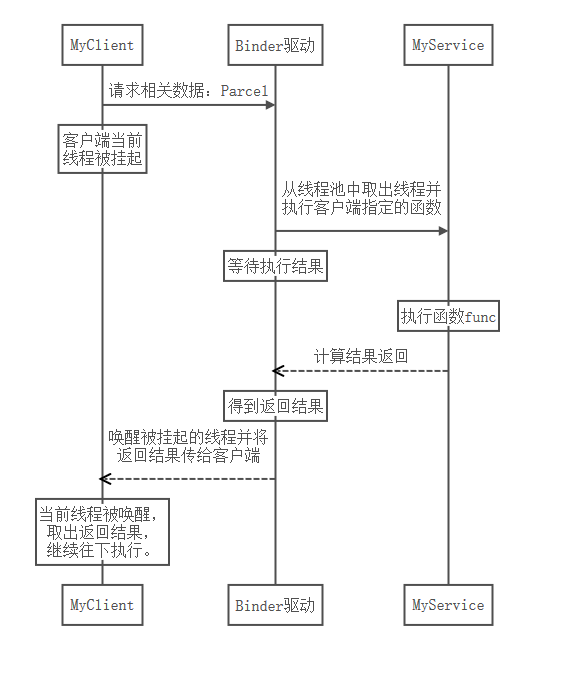 MyClient
Binder驱动
MyService
请求相关数据：Parcel
客户端当前
线程被挂起
从线程池中取出线程并
执行客户端指定的函数
等待执行结果
执行函数func
计算结果返回
得到返回结果
唤醒被挂起的线程并将
返回结果传给客户端
当前线程被唤醒，
取出返回结果，
继续往下执行。
MyClient
Binder驱动
MyService